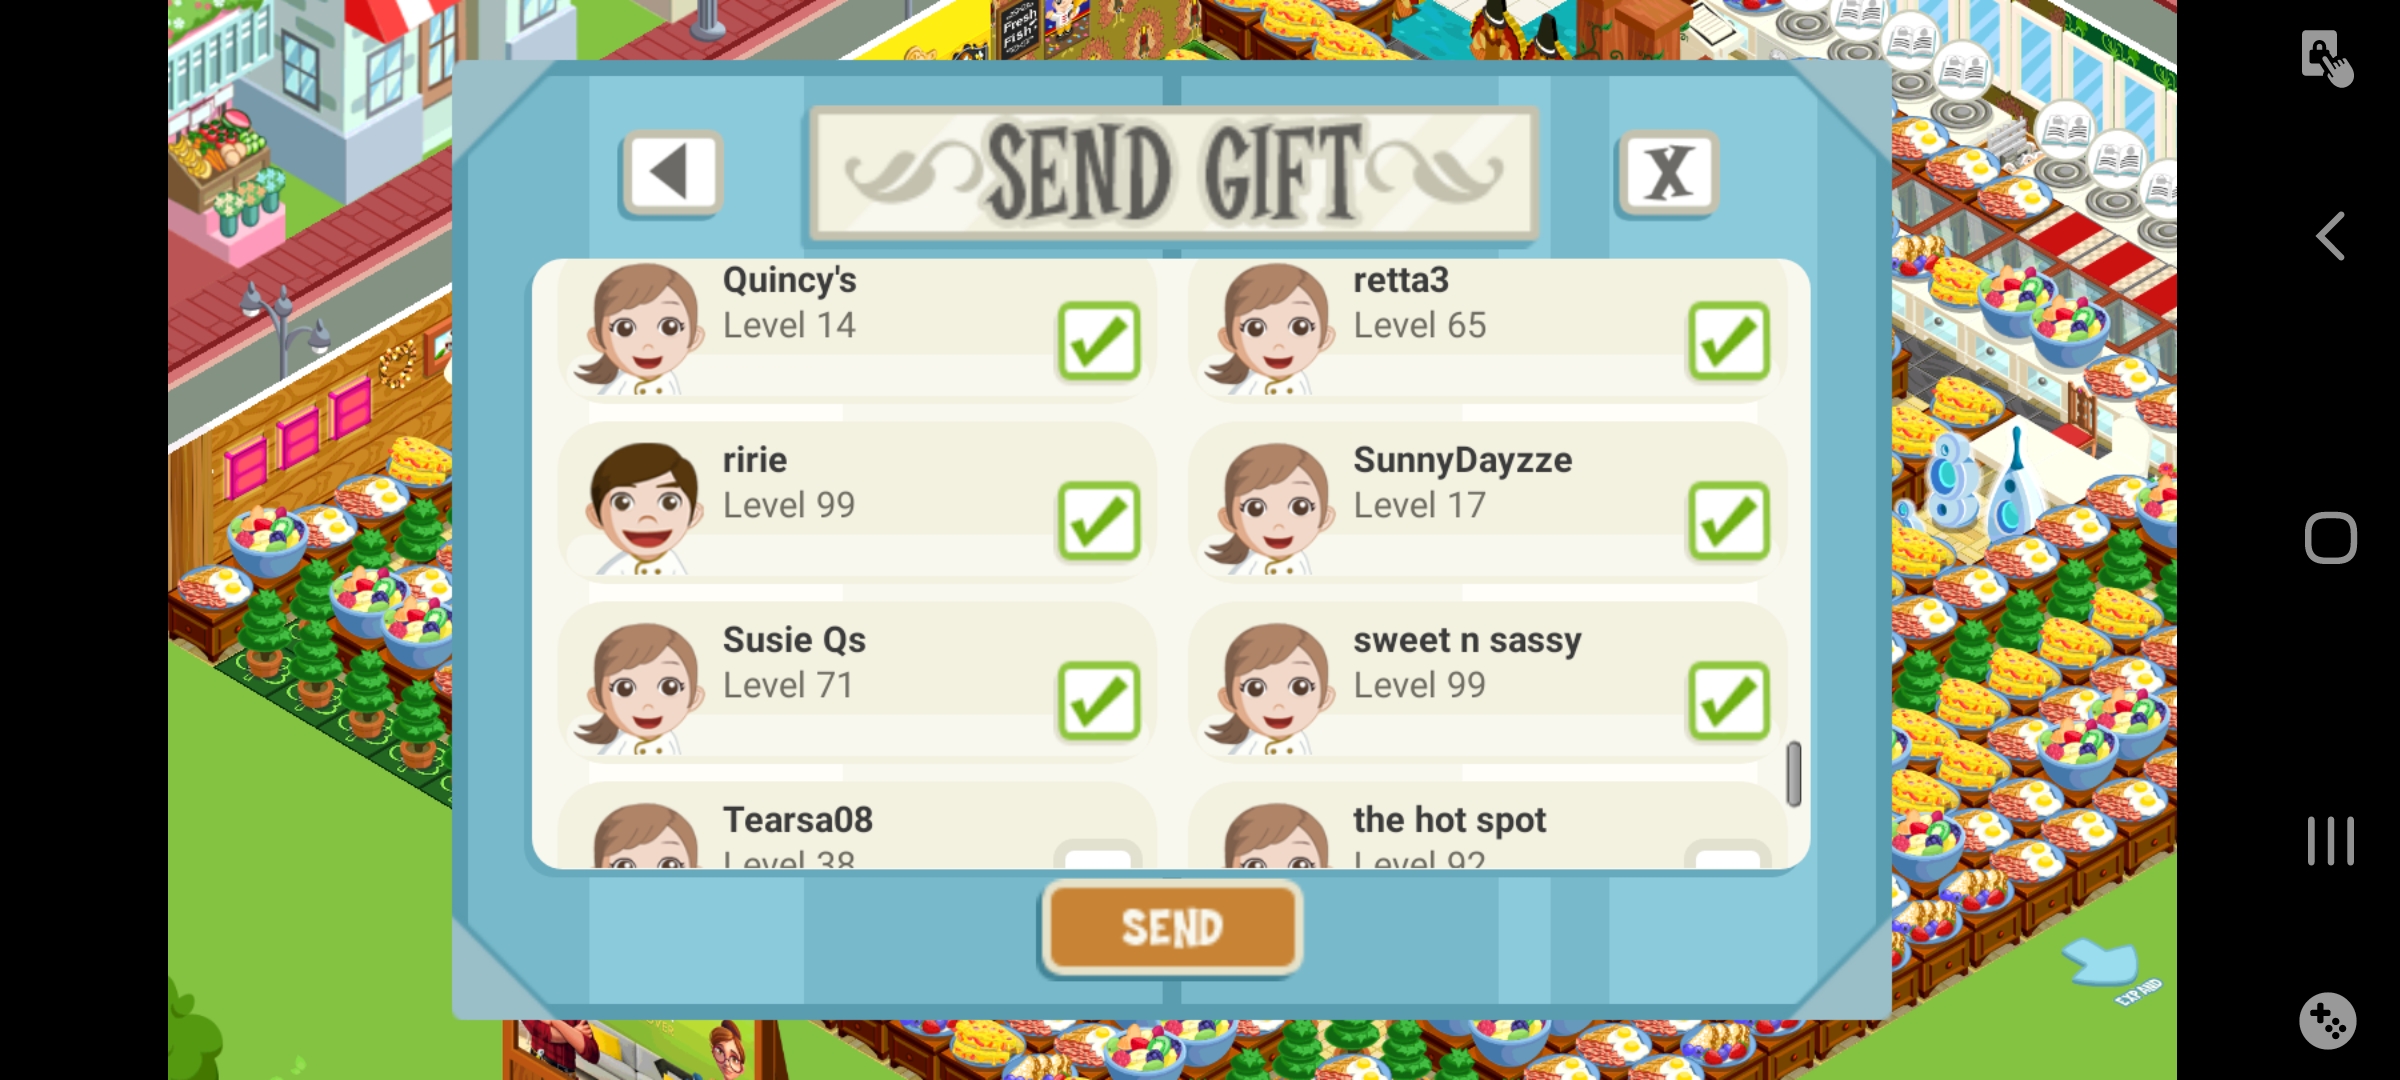 Fresh
Fish
SEND GIFT
X
Quincy's
Level 14
retta3
Level 65
ririe
Level 99
SunnyDayzze
Level 17
Susie Qs
Level 71
sweet n sassy
Level 99
Tearsa08
Level 38
the hot spot
Level 92
SEND
EXPAND